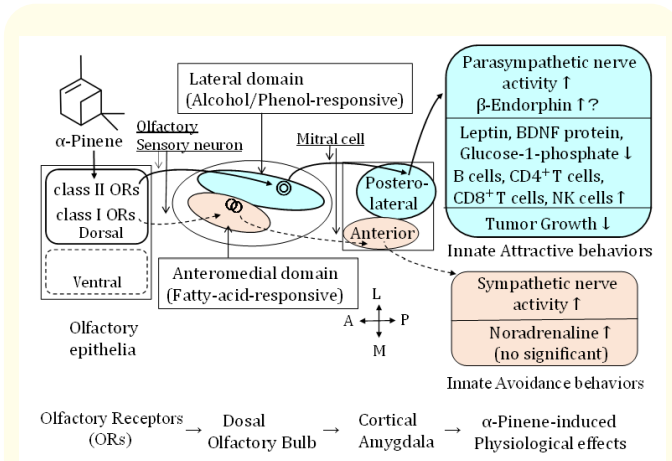 α-Pinene
Olfactory
Sensory neuron
Lateral domain
(Alcohol/Phenol-responsive)
Mitral cell
class II ORs
class I ORs
Dorsal
Ventral
Olfactory
epithelia
Anteromedial domain
(Fatty-acid-responsive)
Postero-
lateral
Anterior
L
A P
M
Parasympathetic nerve
activity ↑
β-Endorphin ↑?
Leptin, BDNF protein,
Glucose-1-phosphate ↓
B cells, CD4⁺T cells,
CD8⁺T cells, NK cells ↑
Tumor Growth ↓
Innate Attractive behaviors
Sympathetic nerve
activity ↑
Noradrenaline ↑
(no significant)
Innate Avoidance behaviors
Olfactory Receptors
(ORs)
→
Dosal
Olfactory Bulb
→
Cortical
Amygdala
→
α-Pinene-induced
Physiological effects